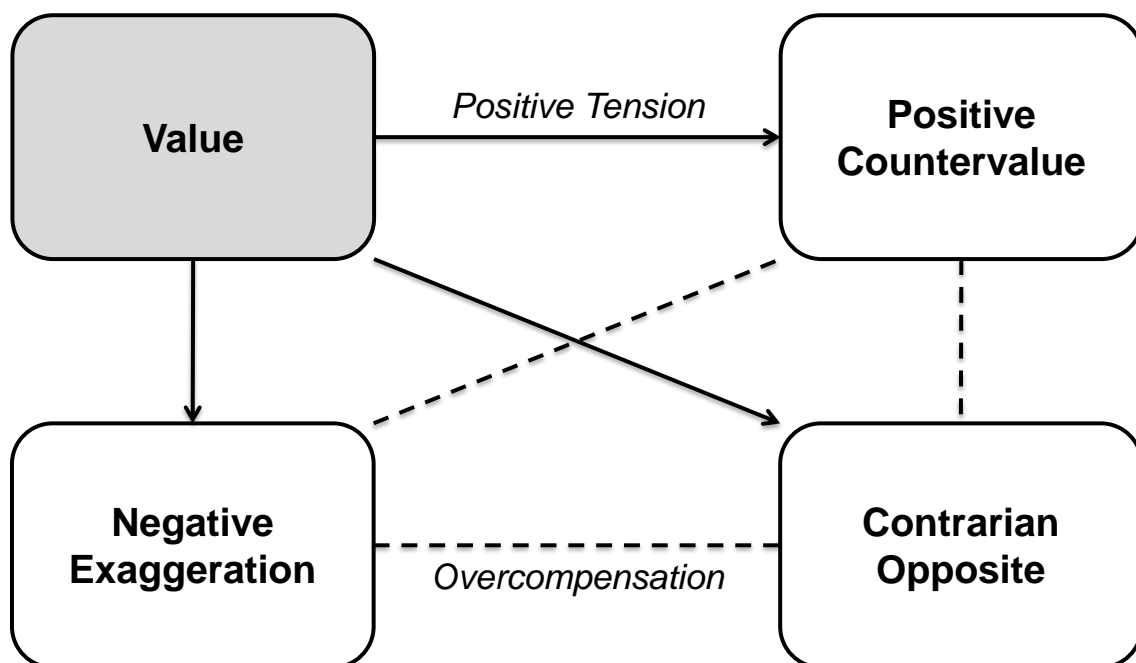 Value
Positive Tension
Positive
Countervalue
Negative
Exaggeration
Overcompensation
Contrarian
Opposite